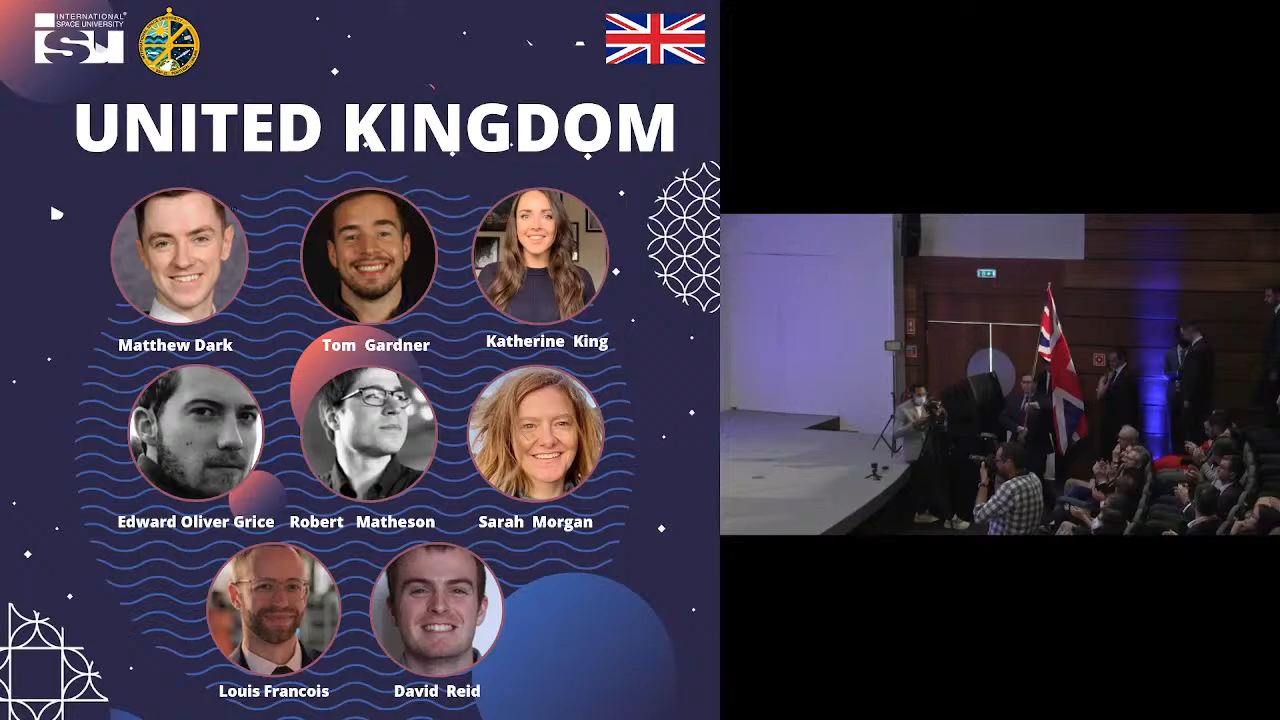 INTERNATIONAL
SPACE UNIVERSITY
ISU
UNITED KINGDOM
Matthew Dark
Tom Gardner
Katherine King
Edward Oliver Grice
Robert Matheson
Sarah Morgan
Louis Francois
David Reid